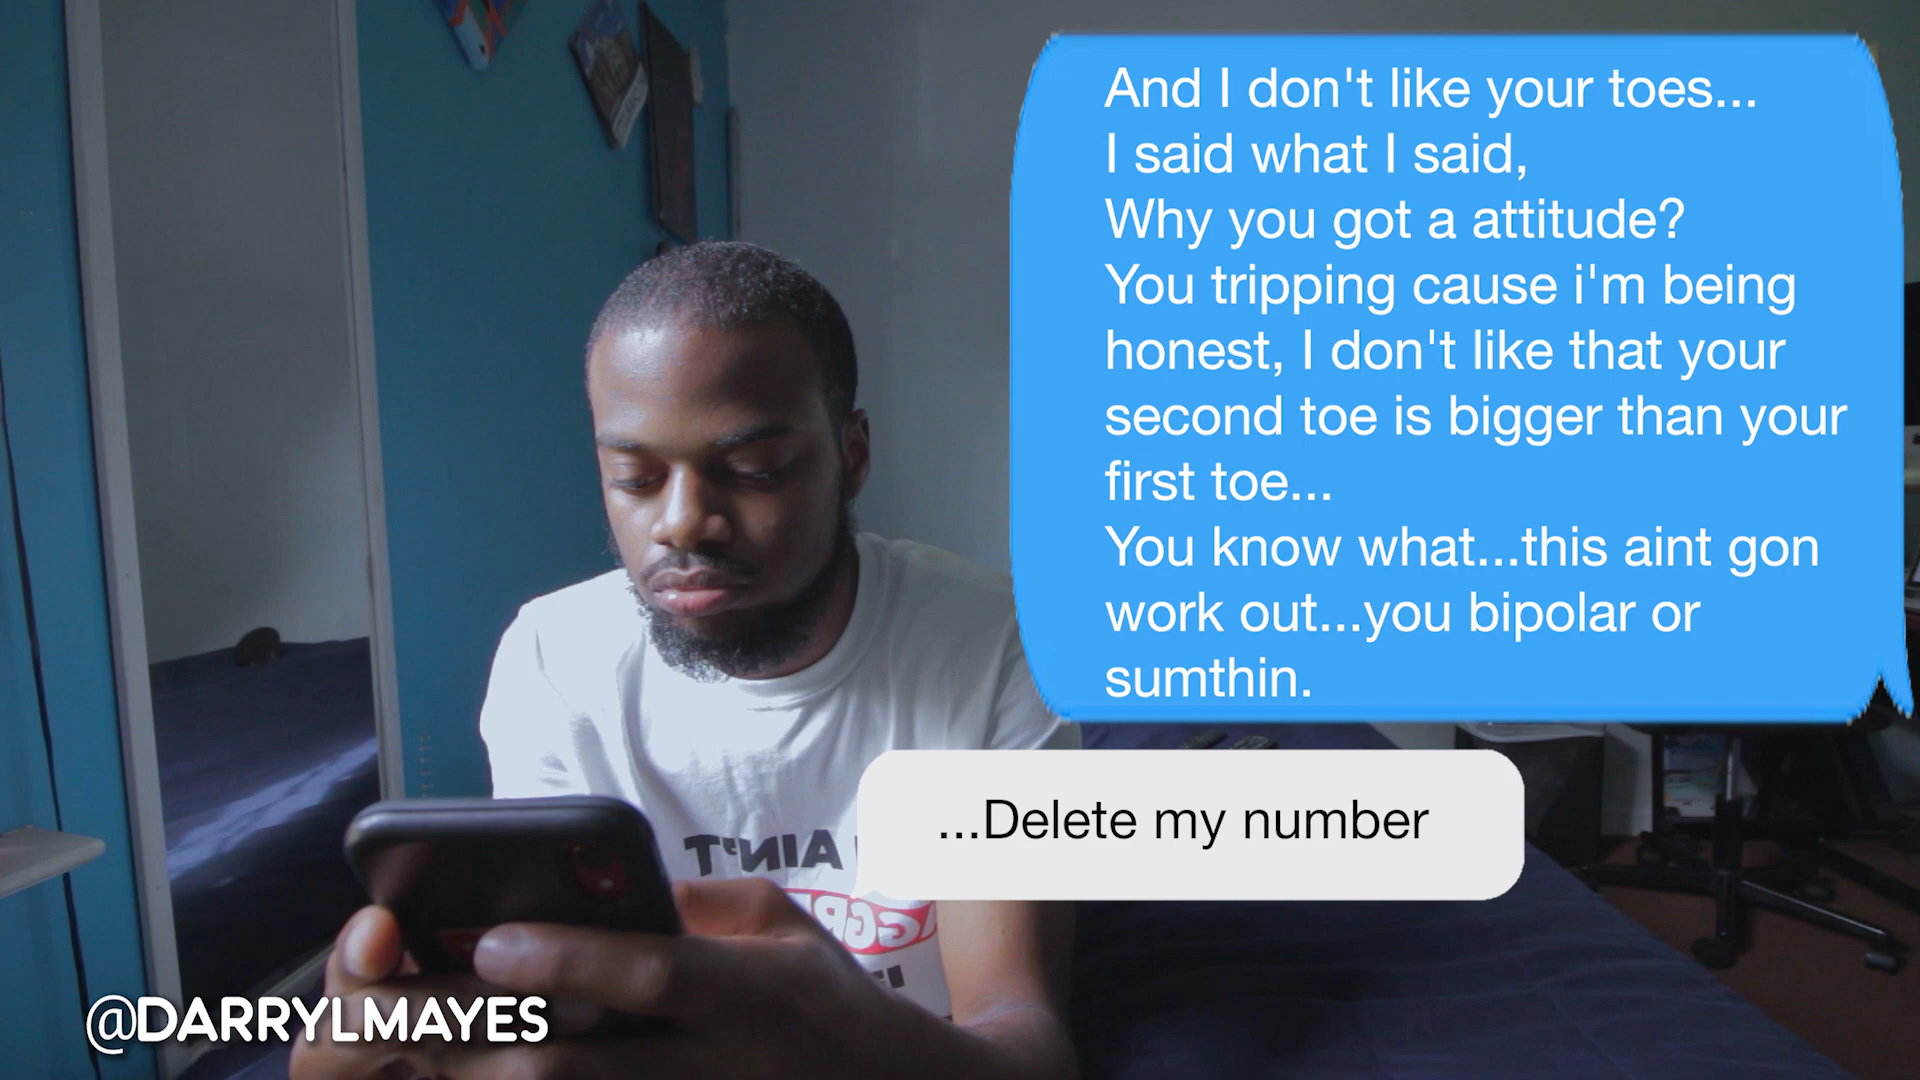 And I don't like your toes...
I said what I said,
Why you got a attitude?
You tripping cause i'm being
honest, I don't like that your
second toe is bigger than your
first toe...
You know what...this aint gon
work out...you bipolar or
sumthin.
...Delete my number
AIN'T
@DARRYLMAYES